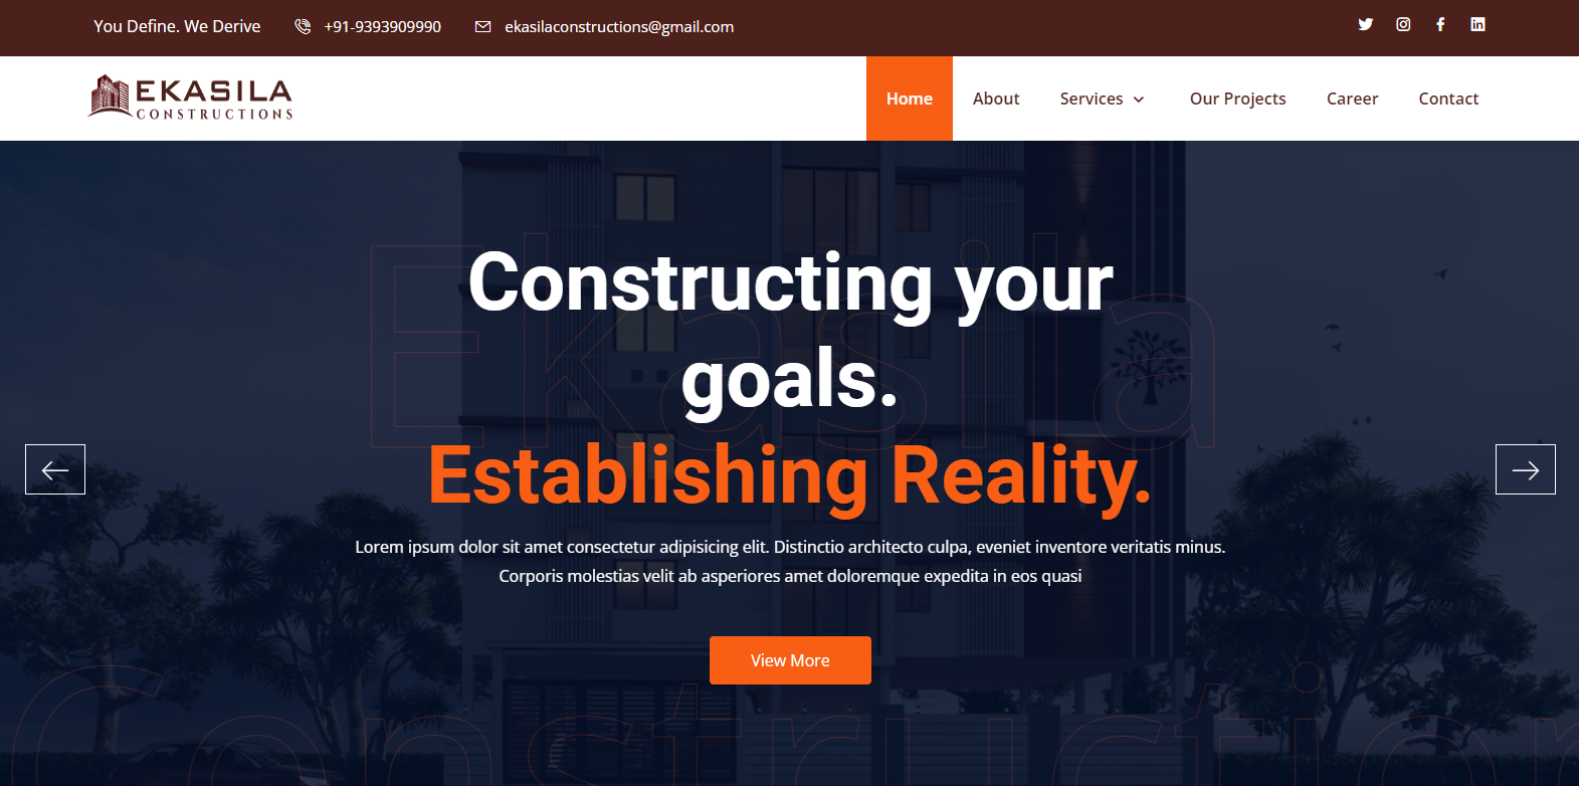 You Define. We Derive
+91-9393909990
ekasilaconstructions@gmail.com
EKASILA
CONSTRUCTIONS
Home
About
Services
Our Projects
Career
Contact
Ekasila
Constructing your
goals.
Establishing Reality.
Lorem ipsum dolor sit amet consectetur adipisicing elit. Distinctio architecto culpa, eveniet inventore veritatis minus.
Corporis molestias velit ab asperiores amet doloremque expedita in eos quasi
View More
Construction